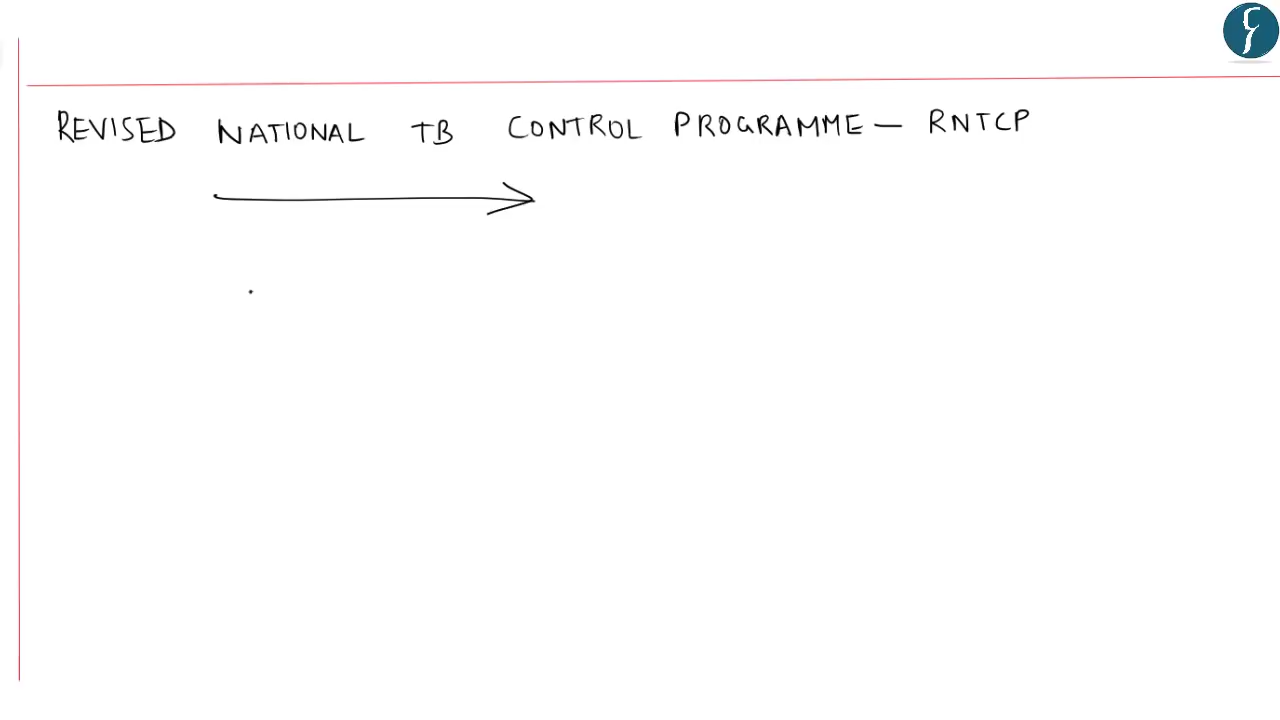 REVISED NATIONAL TB CONTROL PROGRAMME — RNTCP